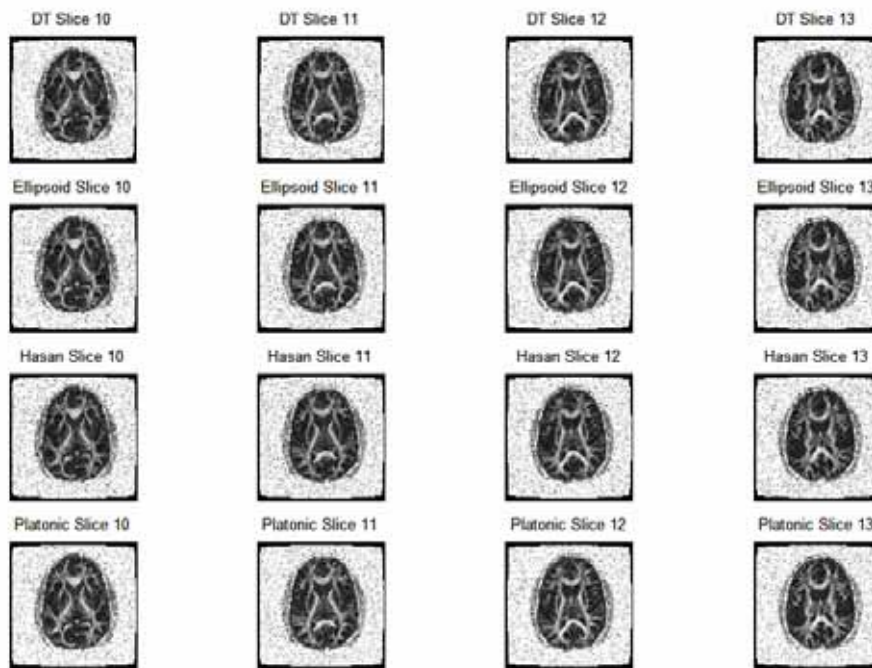 DT Slice 10
DT Slice 11
DT Slice 12
DT Slice 13
Ellipsoid Slice 10
Ellipsoid Slice 11
Ellipsoid Slice 12
Ellipsoid Slice 13
Hasan Slice 10
Hasan Slice 11
Hasan Slice 12
Hasan Slice 13
Platonic Slice 10
Platonic Slice 11
Platonic Slice 12
Platonic Slice 13